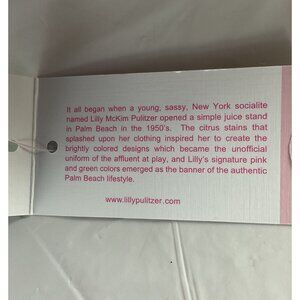 It all began when a young, sassy, New York socialite
named Lilly McKim Pulitzer opened a simple juice stand
in Palm Beach in the 1950's. The citrus stains that
splashed upon her clothing inspired her to create the
brightly colored designs which became the unofficial
uniform of the affluent at play, and Lilly's signature pink
and green colors emerged as the banner of the authentic
Palm Beach lifestyle.
www.lillypulitzer.com